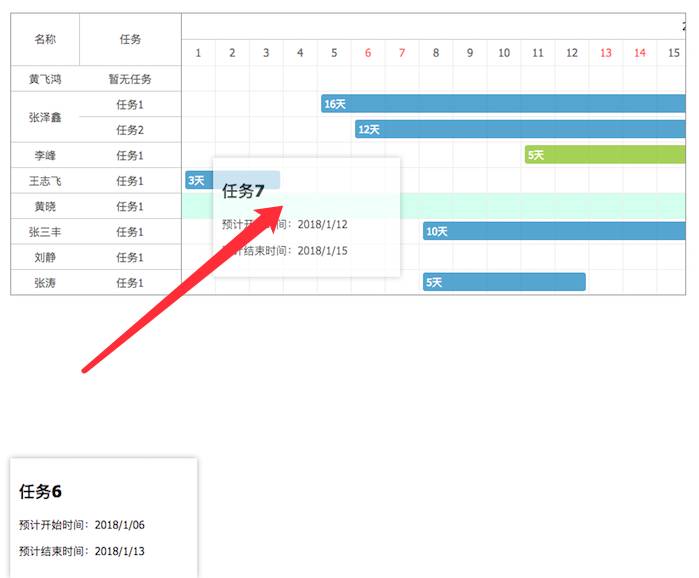 名称 任务
1 2 3 4 5 6 7 8 9 10 11 12 13 14 15
黄飞鸿 暂无任务
张泽鑫 任务1 16天
任务2 12天
李峰 任务1 5天
王志飞 任务1 3天
黄晓 任务1
张三丰 任务1 10天
刘静 任务1
张涛 任务1 5天
任务7
预计开始时间：2018/1/12
预计结束时间：2018/1/15
任务6
预计开始时间：2018/1/06
预计结束时间：2018/1/13